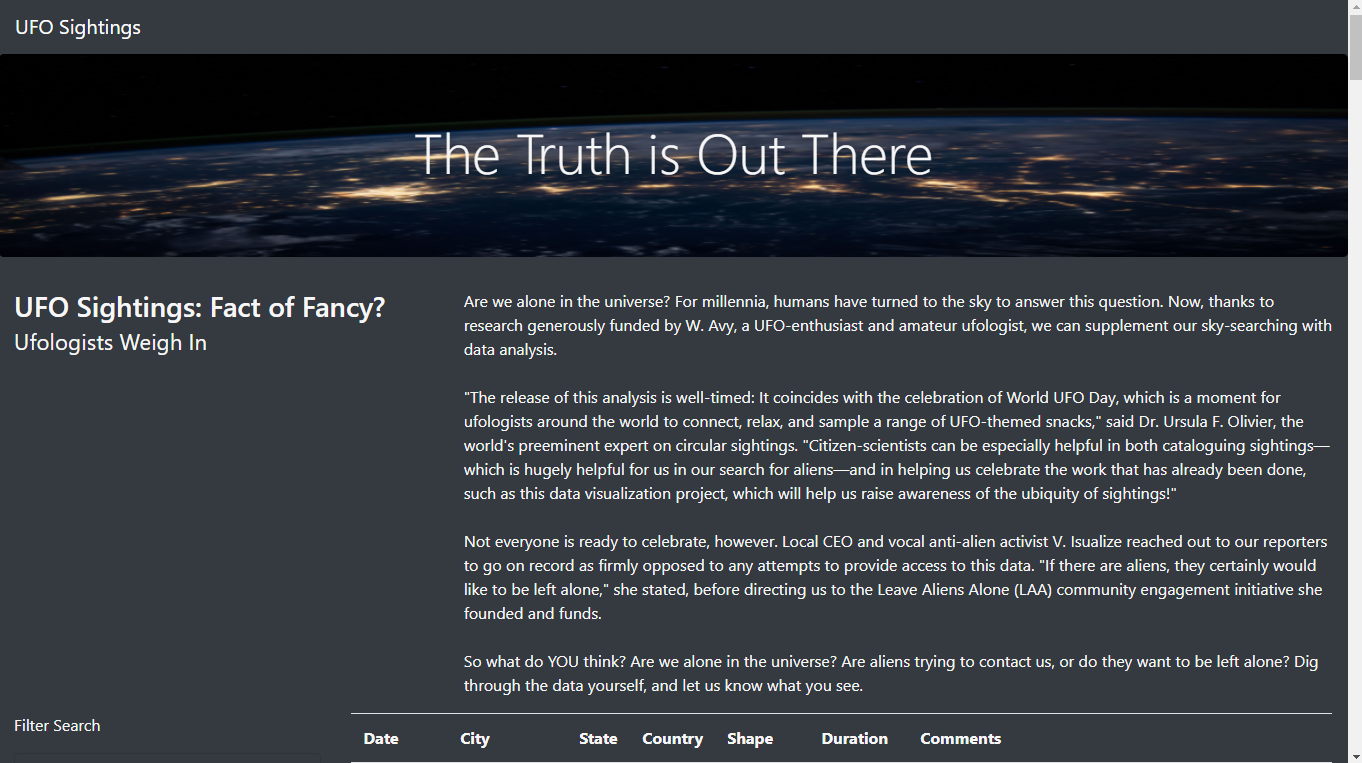 UFO Sightings
The Truth is Out There
UFO Sightings: Fact of Fancy?
Ufologists Weigh In
Are we alone in the universe? For millennia, humans have turned to the sky to answer this question. Now, thanks to
research generously funded by W. Avy, a UFO-enthusiast and amateur ufologist, we can supplement our sky-searching with
data analysis.
"The release of this analysis is well-timed: It coincides with the celebration of World UFO Day, which is a moment for
ufologists around the world to connect, relax, and sample a range of UFO-themed snacks," said Dr. Ursula F. Olivier, the
world's preeminent expert on circular sightings. "Citizen-scientists can be especially helpful in both cataloguing sightings—
which is hugely helpful for us in our search for aliens—and in helping us celebrate the work that has already been done,
such as this data visualization project, which will help us raise awareness of the ubiquity of sightings!"
Not everyone is ready to celebrate, however. Local CEO and vocal anti-alien activist V. Isualize reached out to our reporters
to go on record as firmly opposed to any attempts to provide access to this data. "If there are aliens, they certainly would
like to be left alone," she stated, before directing us to the Leave Aliens Alone (LAA) community engagement initiative she
founded and funds.
So what do YOU think? Are we alone in the universe? Are aliens trying to contact us, or do they want to be left alone? Dig
through the data yourself, and let us know what you see.
Filter Search
Date City State Country Shape Duration Comments